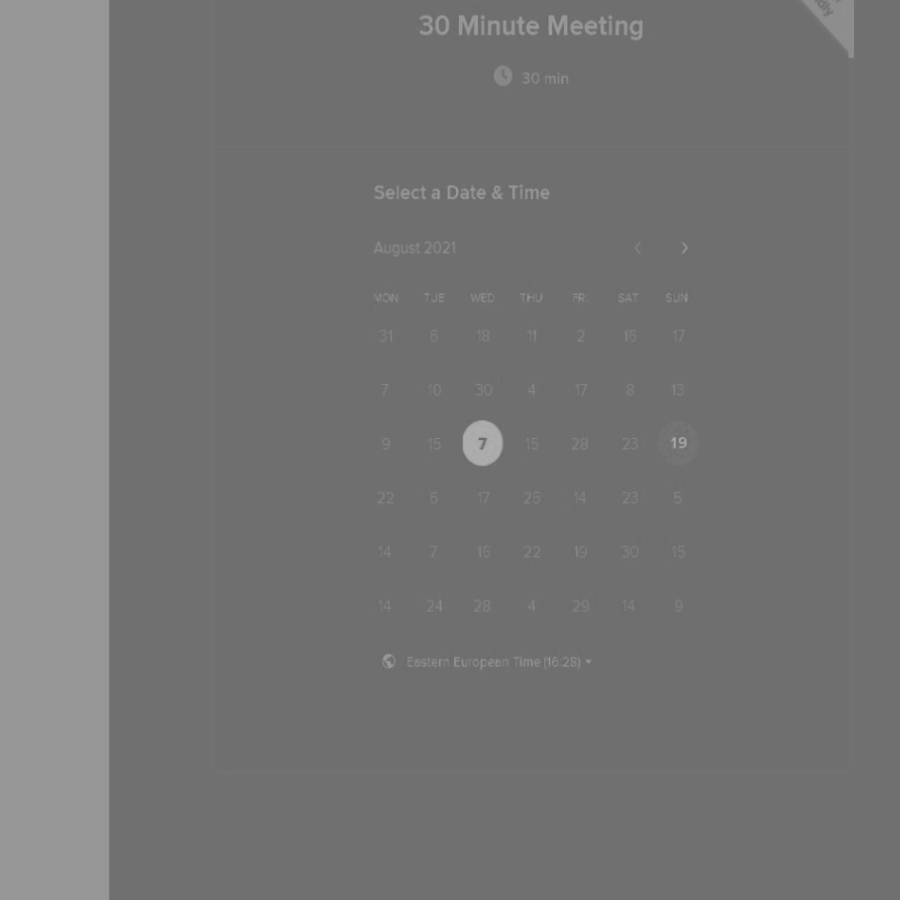 30 Minute Meeting
30 min
Select a Date & Time
August 2021
MON TUE WED THU FR SAT SUN
31 6 18 11 2 15 17
7 10 30 4 17 8 13
9 15 7 15 28 23 19
22 6 17 25 14 23 5
14 7 16 22 19 30 15
14 24 28 4 29 14 9
Eastern European Time (16:28)